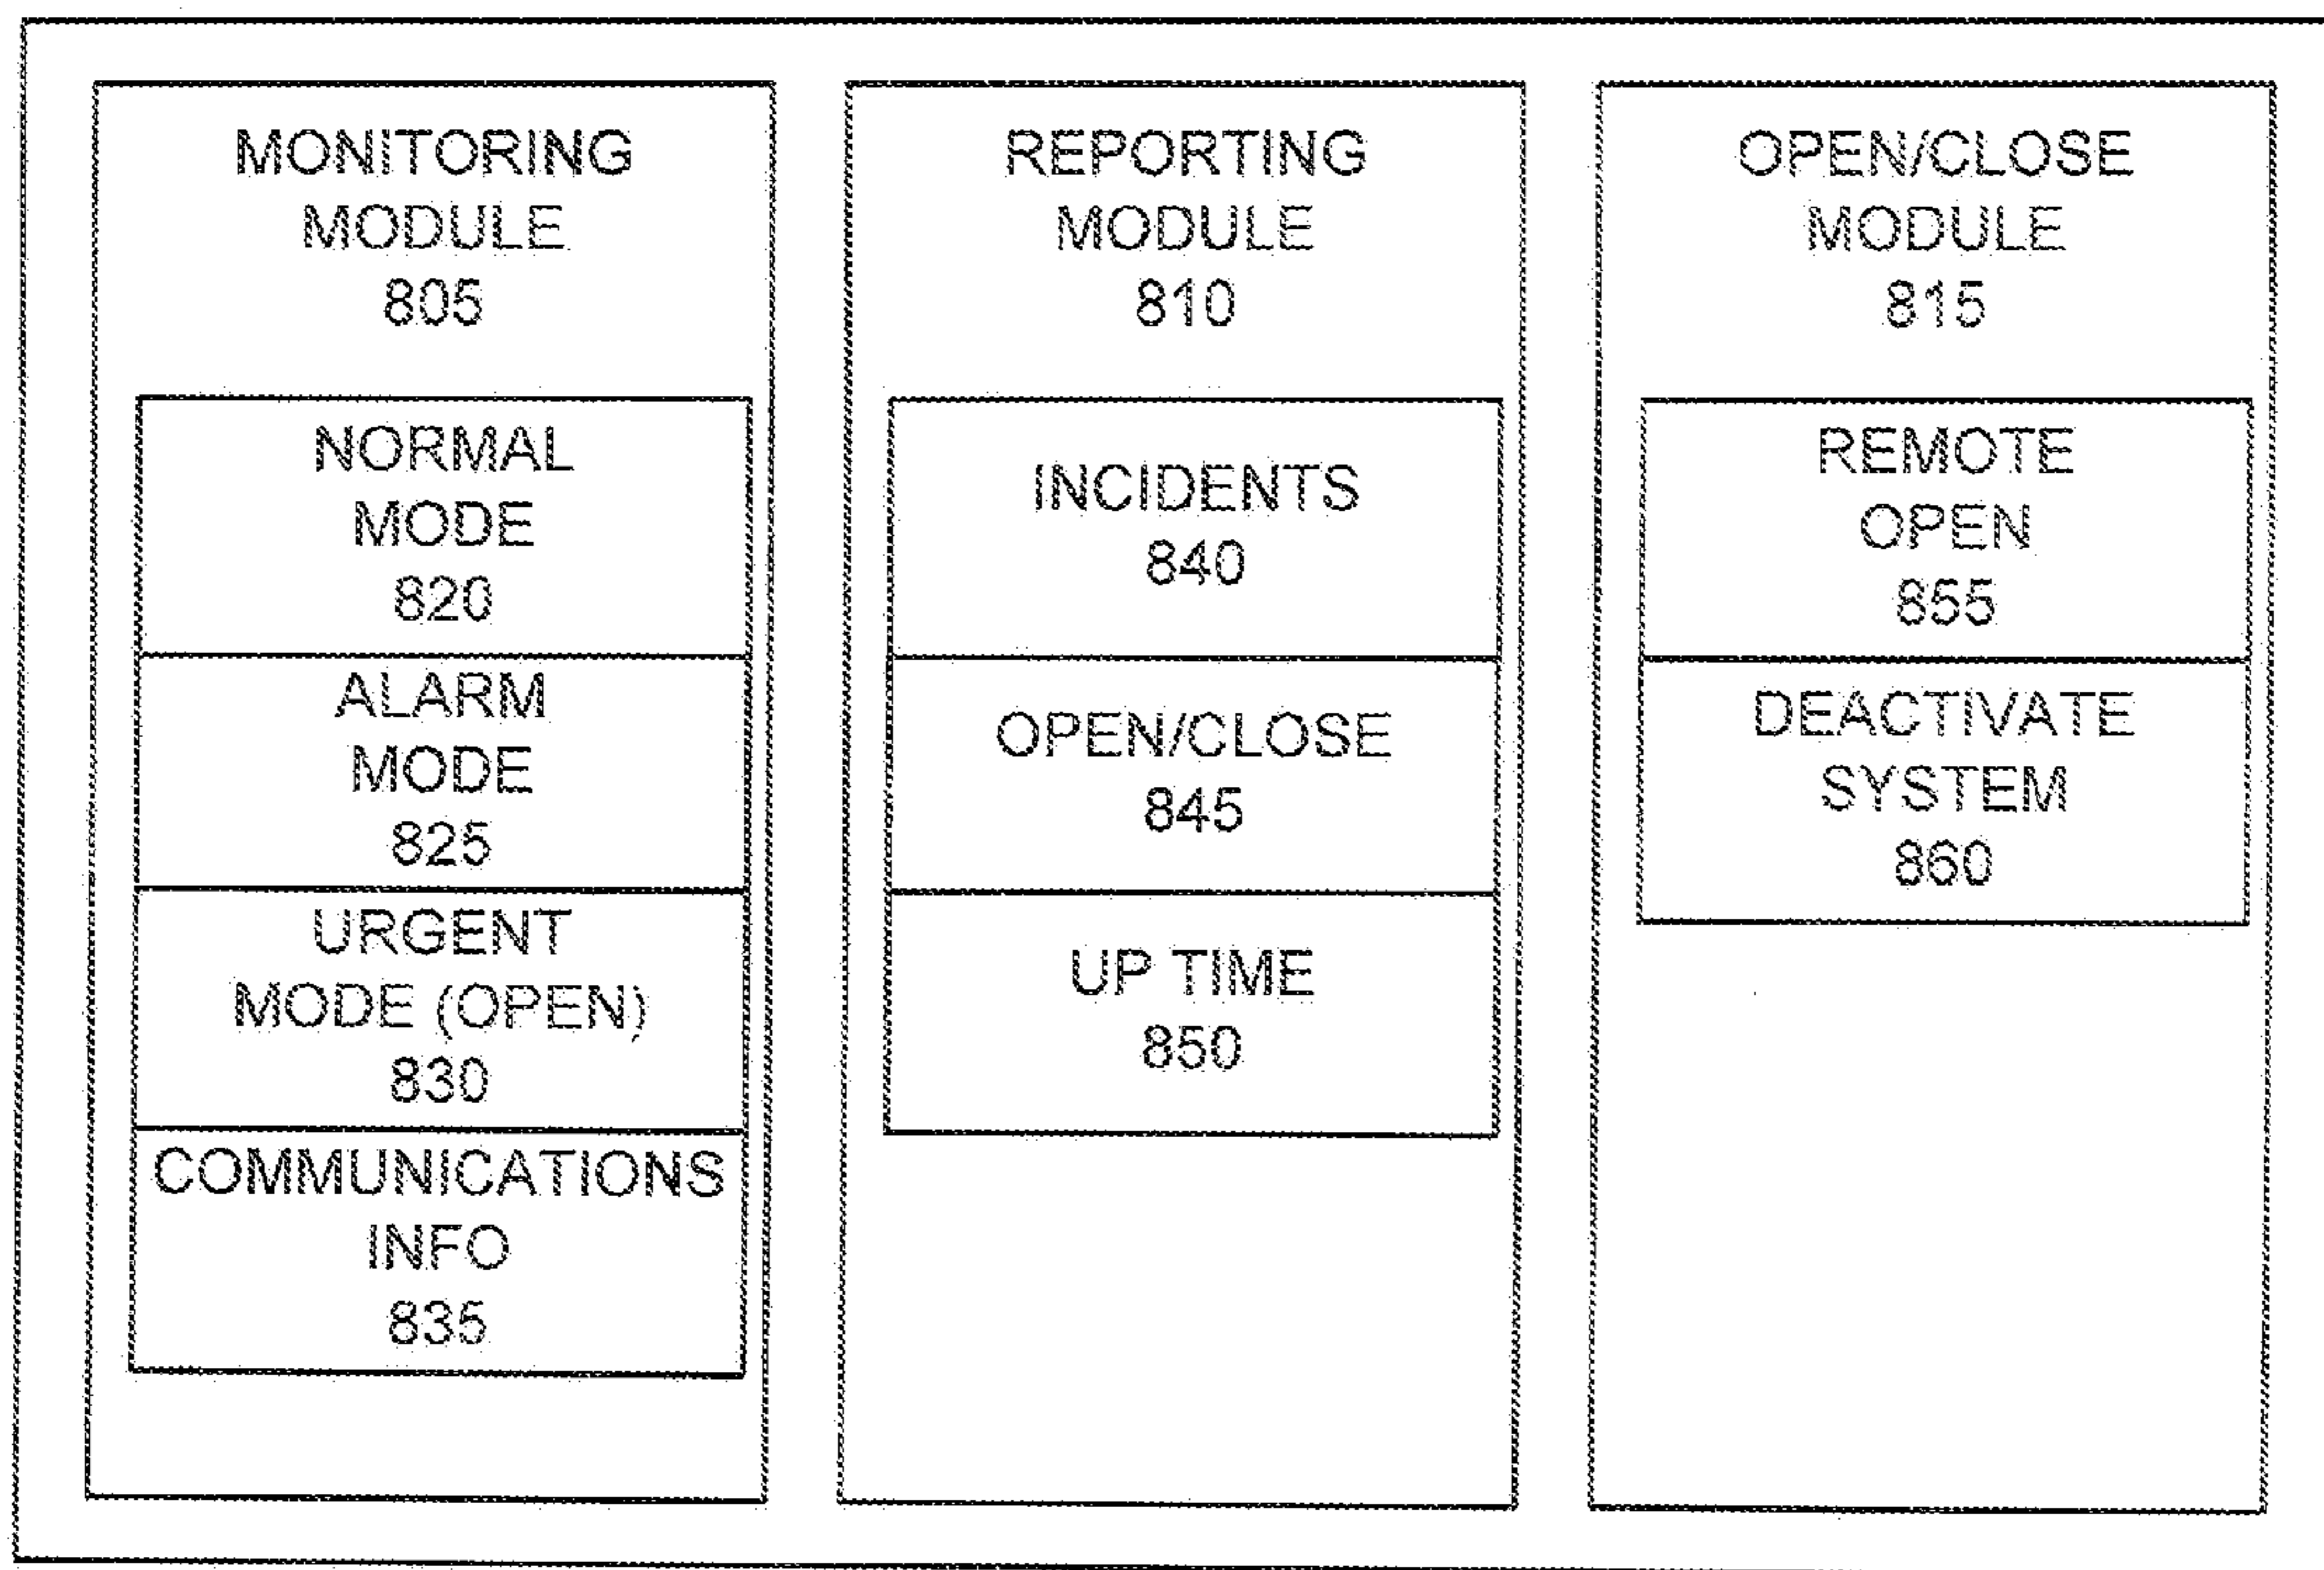 MONITORING
MODULE
805
NORMAL
MODE
820
ALARM
MODE
825
URGENT
MODE (OPEN)
830
COMMUNICATIONS
INFO
835
REPORTING
MODULE
810
INCIDENTS
840
OPEN/CLOSE
845
UP TIME
850
OPEN/CLOSE
MODULE
815
REMOTE
OPEN
855
DEACTIVATE
SYSTEM
860